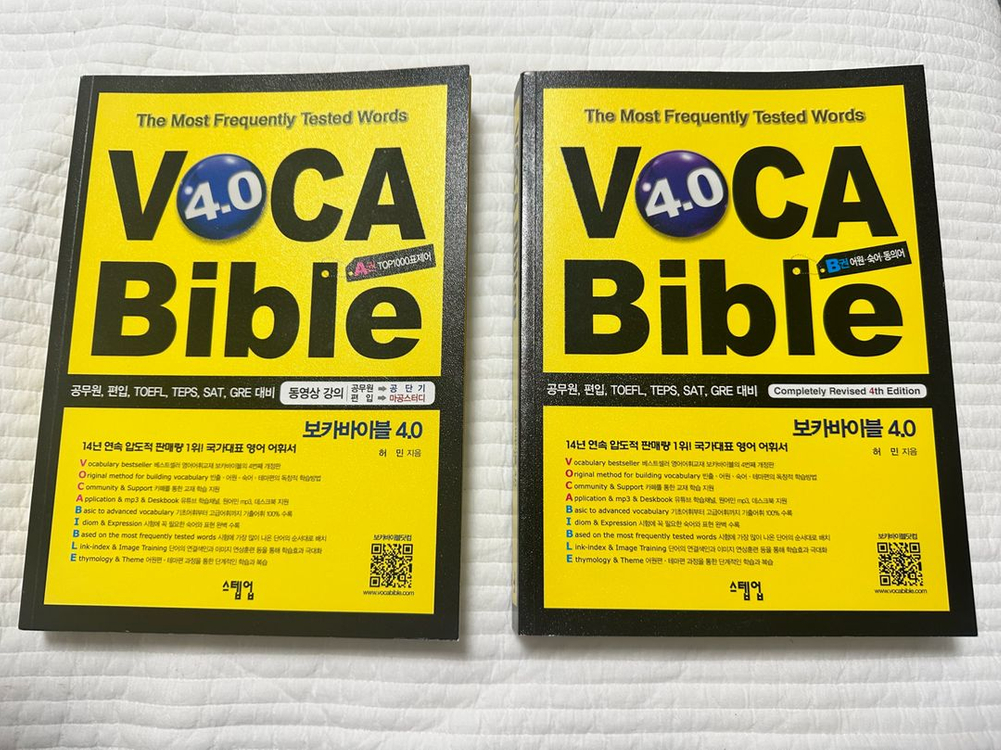 The Most Frequently Tested Words
VOCA
4.0
A권 TOP1000표제어
Bible
공무원, 편입, TOEFL, TEPS, SAT, GRE 대비
동영상 강의
공무원 ➡ 공 단 기
편 입 ➡ 마공스터디
보카바이블 4.0
14년 연속 압도적 판매량 1위! 국가대표 영어 어휘서
허 민 지음
Vocabulary bestseller 베스트셀러 영어어휘교재 보카바이블의 4번째 개정판
Original method for building vocabulary 빈출·어원·숙어·테마편의 독창적 학습방법
Community & Support 카페를 통한 교재 학습 지원
Application & mp3 & Deskbook 유튜브 학습채널, 원어민 mp3, 데스크북 지원
Basic to advanced vocabulary 기초어휘부터 고급어휘까지 기출어휘 100% 수록
Idiom & Expression 시험에 꼭 필요한 숙어와 표현 완벽 수록
Based on the most frequented tested words 시험에 가장 많이 나온 단어의 순서대로 배치
Link-index & Image Training 단어의 연결색인과 이미지 연상훈련 등을 통해 학습효과 극대화
Ethymology & Theme 어원편·테마편 과정을 통한 단계적인 학습과 복습
보카바이블닷컴
www.vocabible.com
스텝업
The Most Frequently Tested Words
VOCA
4.0
B권 어원·숙어·동의어
Bible
공무원, 편입, TOEFL, TEPS, SAT, GRE 대비
Completely Revised 4th Edition
보카바이블 4.0
14년 연속 압도적 판매량 1위! 국가대표 영어 어휘서
허 민 지음
Vocabulary bestseller 베스트셀러 영어어휘교재 보카바이블의 4번째 개정판
Original method for building vocabulary 빈출·어원·숙어·테마편의 독창적 학습방법
Community & Support 카페를 통한 교재 학습 지원
Application & mp3 & Deskbook 유튜브 학습채널, 원어민 mp3, 데스크북 지원
Basic to advanced vocabulary 기초어휘부터 고급어휘까지 기출어휘 100% 수록
Idiom & Expression 시험에 꼭 필요한 숙어와 표현 완벽 수록
Based on the most frequented tested words 시험에 가장 많이 나온 단어의 순서대로 배치
Link-index & Image Training 단어의 연결색인과 이미지 연상훈련 등을 통해 학습효과 극대화
Ethymology & Theme 어원편·테마편 과정을 통한 단계적인 학습과 복습
보카바이블닷컴
www.vocabible.com
스텝업